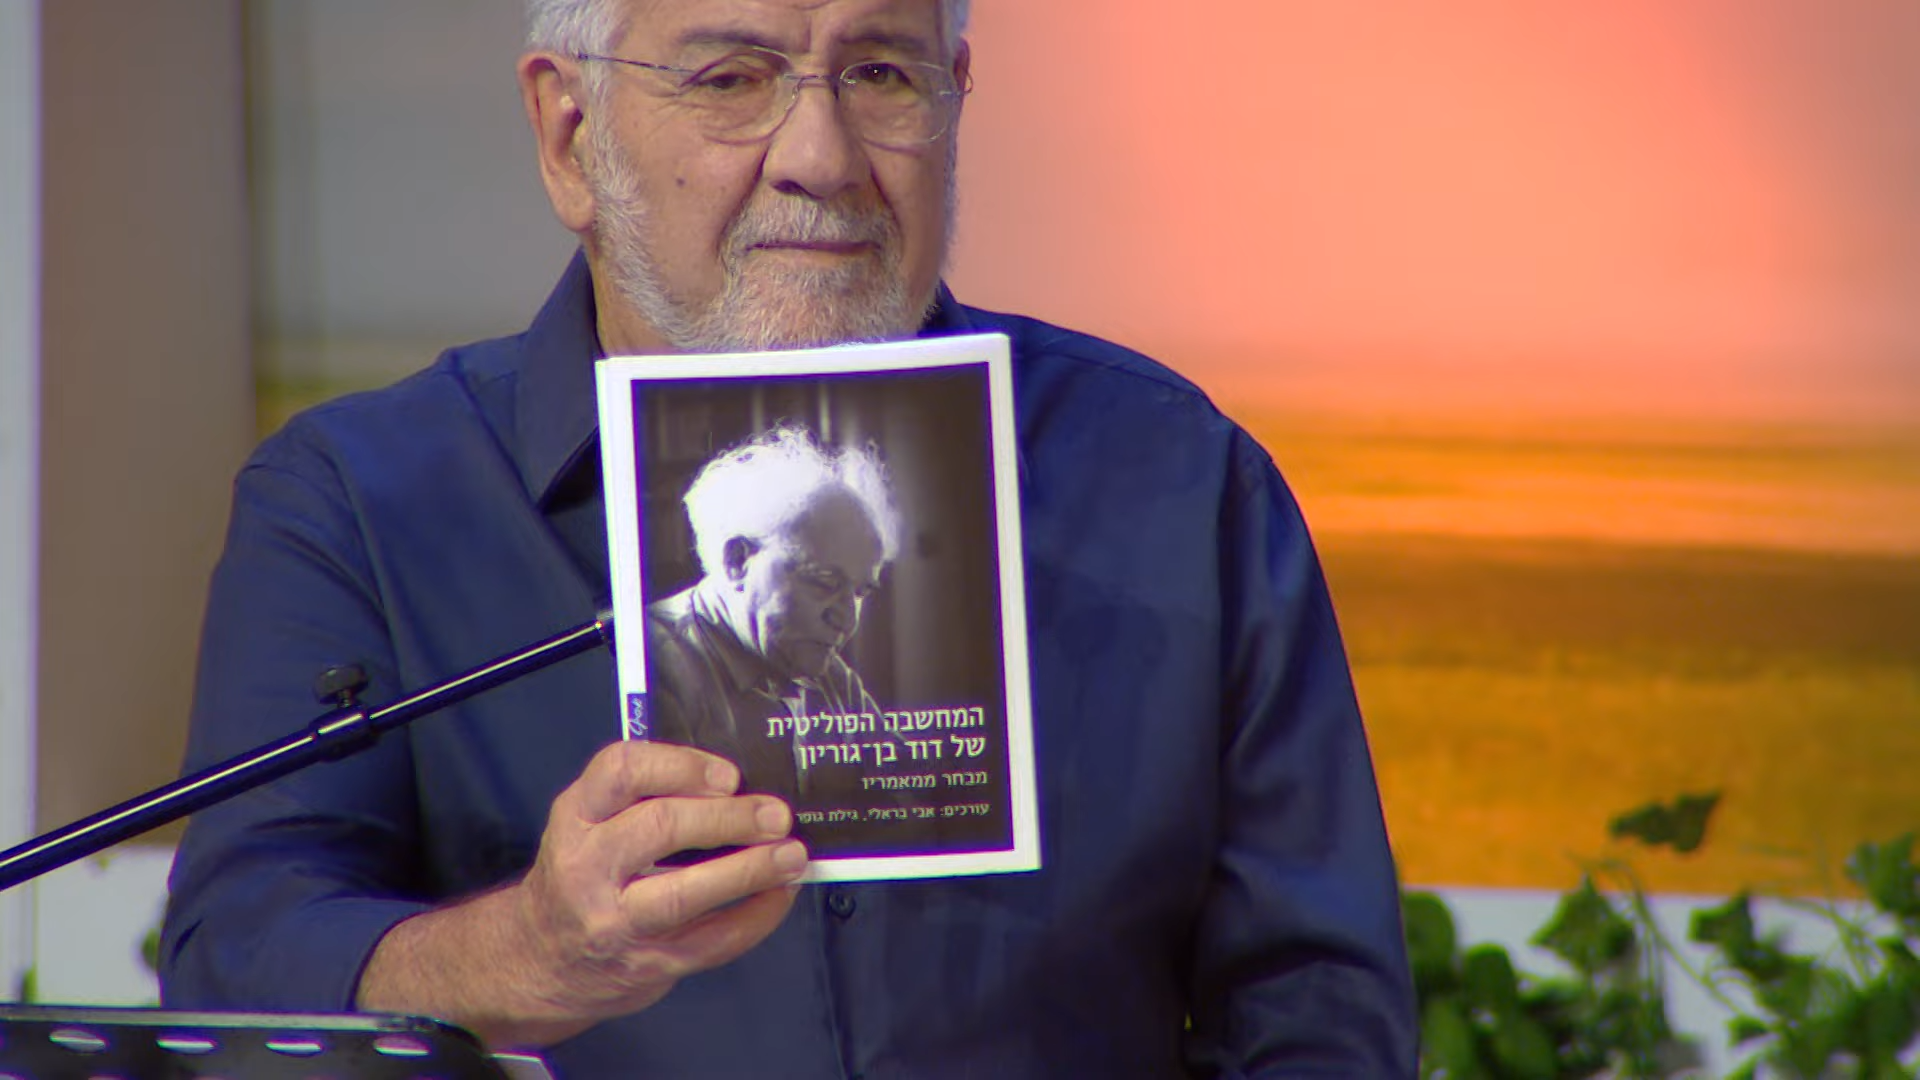 המחשבה הפוליטית
של דוד בן־גוריון
מבחר ממאמריו
עורכים: אבי בראלי, גילת גופר